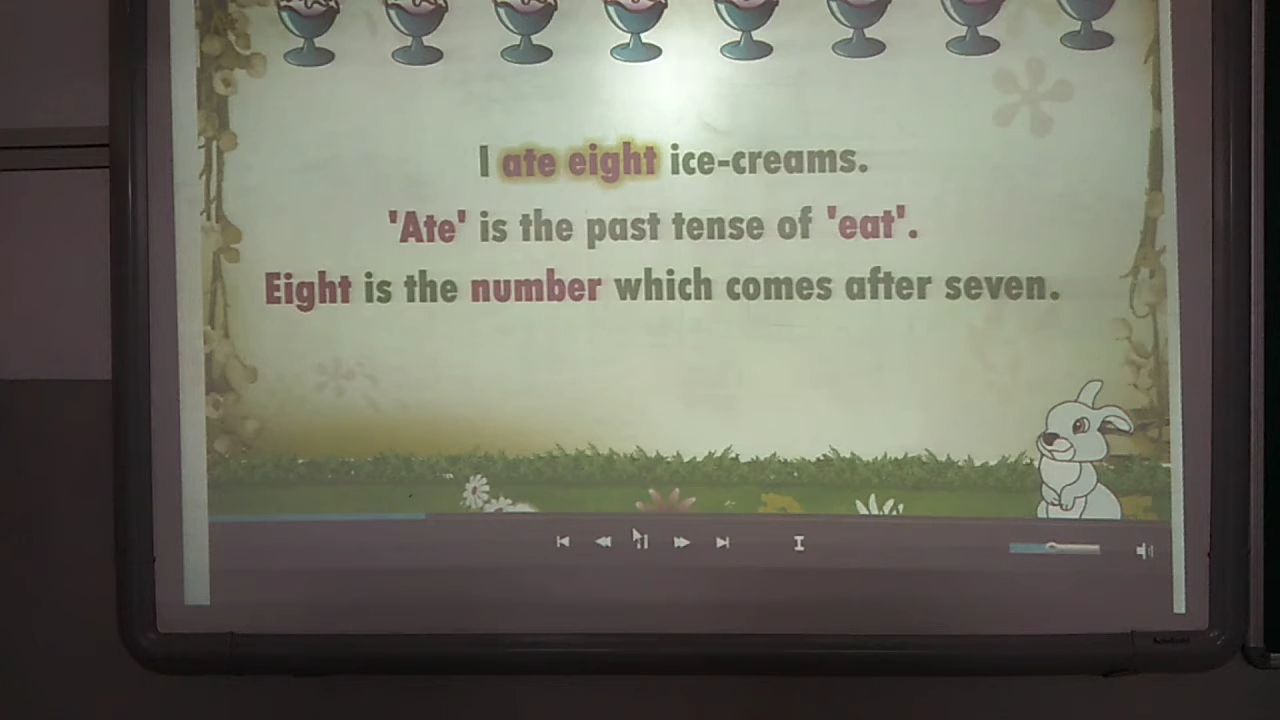 I ate eight ice-creams.
'Ate' is the past tense of 'eat'.
Eight is the number which comes after seven.